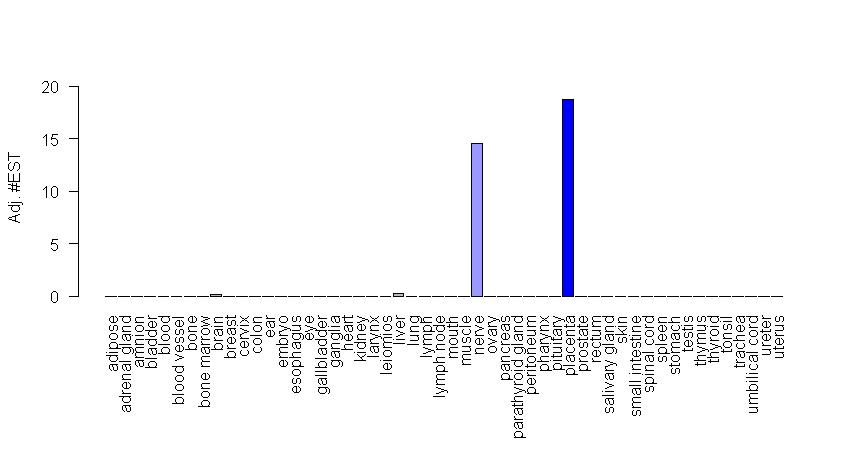 20
15
10
5
0
Adj. #EST
adipose
adrenal gland
amnion
bladder
blood
blood vessel
bone
bone marrow
brain
breast
cervix
colon
ear
embryo
esophagus
eye
gallbladder
ganglia
heart
kidney
larynx
leiomios
liver
lung
lymph
lymph node
mouth
muscle
nerve
ovary
pancreas
parathyroid gland
peritoneum
pharynx
pituitary
placenta
prostate
rectum
salivary gland
skin
small intestine
spinal cord
spleen
stomach
testis
thymus
thyroid
tonsil
trachea
umbilical cord
ureter
uterus